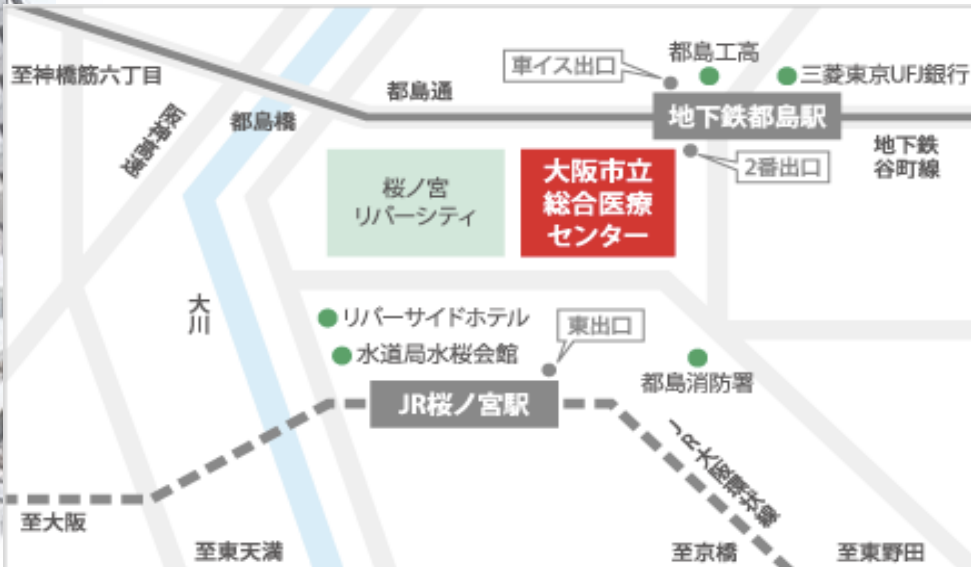 都島工高
車イス出口
三菱東京UFJ銀行
至神橋筋六丁目
都島通
阪神高速
都島橋
地下鉄都島駅
地下鉄
谷町線
2番出口
桜ノ宮
リバーシティ
大阪市立
総合医療
センター
大川
リバーサイドホテル
東出口
水道局水桜会館
都島消防署
JR桜ノ宮駅
JR大阪環状線
至大阪
至東天満
至京橋
至東野田